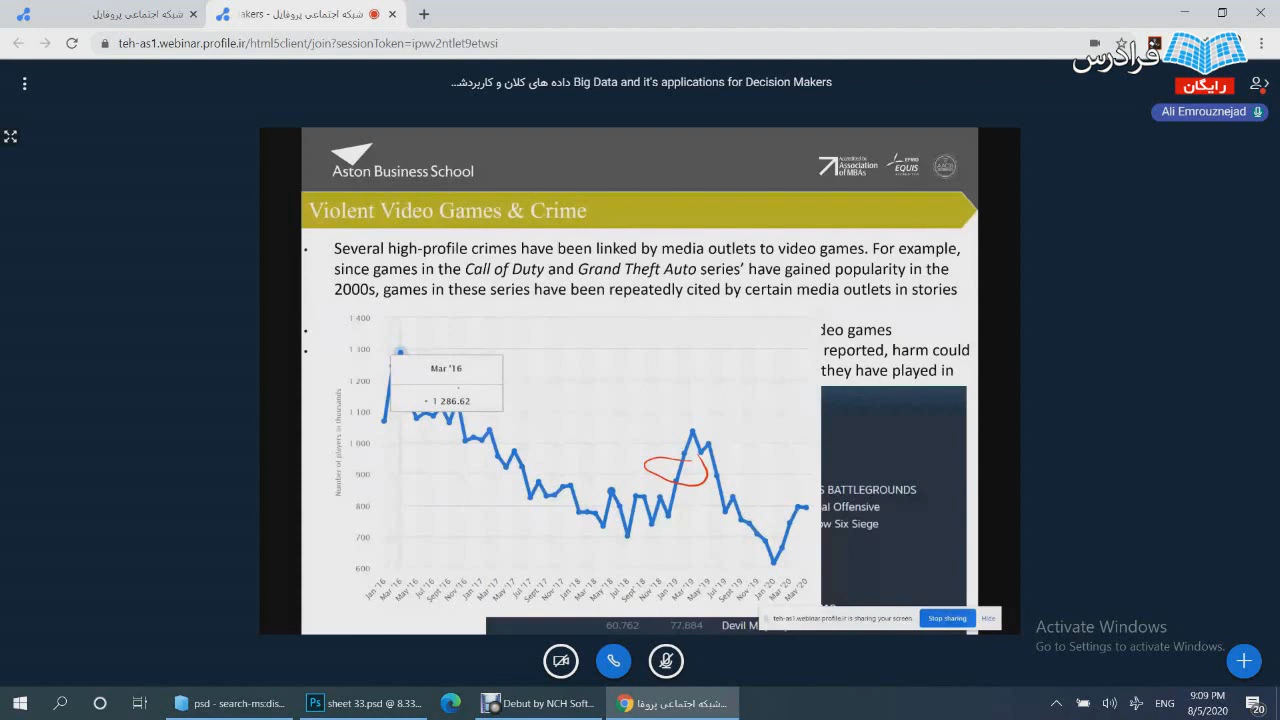 شبکه اجتماعی پروفایل
شبکه اجتماعی پروفایل - akers
teh-as1.webinar.profile.ir/html5client/join?sessionToken=ipwv2ntlet9etwsi
فرادرس
رایگان
داده های کلان و کاربردش... Big Data and it's applications for Decision Makers
Ali Emrouznejad
Aston Business School
Accredited by
Association
of MBAs
EFMD
EQUIS
Violent Video Games & Crime
• Several high-profile crimes have been linked by media outlets to video games. For example,
since games in the Call of Duty and Grand Theft Auto series' have gained popularity in the
2000s, games in these series have been repeatedly cited by certain media outlets in stories
deo games
reported, harm could
they have played in
1 400
1 300
1 200
1 100
1 000
900
800
700
600
Number of players in thousands
Mar '16
1 286.62
Jan '16
Mar '16
May '16
Jul '16
Sept '16
Nov '16
Jan '17
Mar '17
May '17
Jul '17
Sept '17
Nov '17
Jan '18
Mar '18
May '18
Jul '18
Sept '18
Nov '18
Jan '19
Mar '19
May '19
Jul '19
Sept '19
Nov '19
Jan '20
Mar '20
May '20
S BATTLEGROUNDS
al Offensive
ow Six Siege
60,762 77,884 Devil M
teh-as1.webinar.profile.ir is sharing your screen.
Stop sharing
Hide
Activate Windows
Go to Settings to activate Windows.
psd - search-ms:dis...
sheet 33.psd @ 8.33...
Debut by NCH Soft...
شبکه اجتماعی پروفا...
ENG
9:09 PM
8/5/2020
20